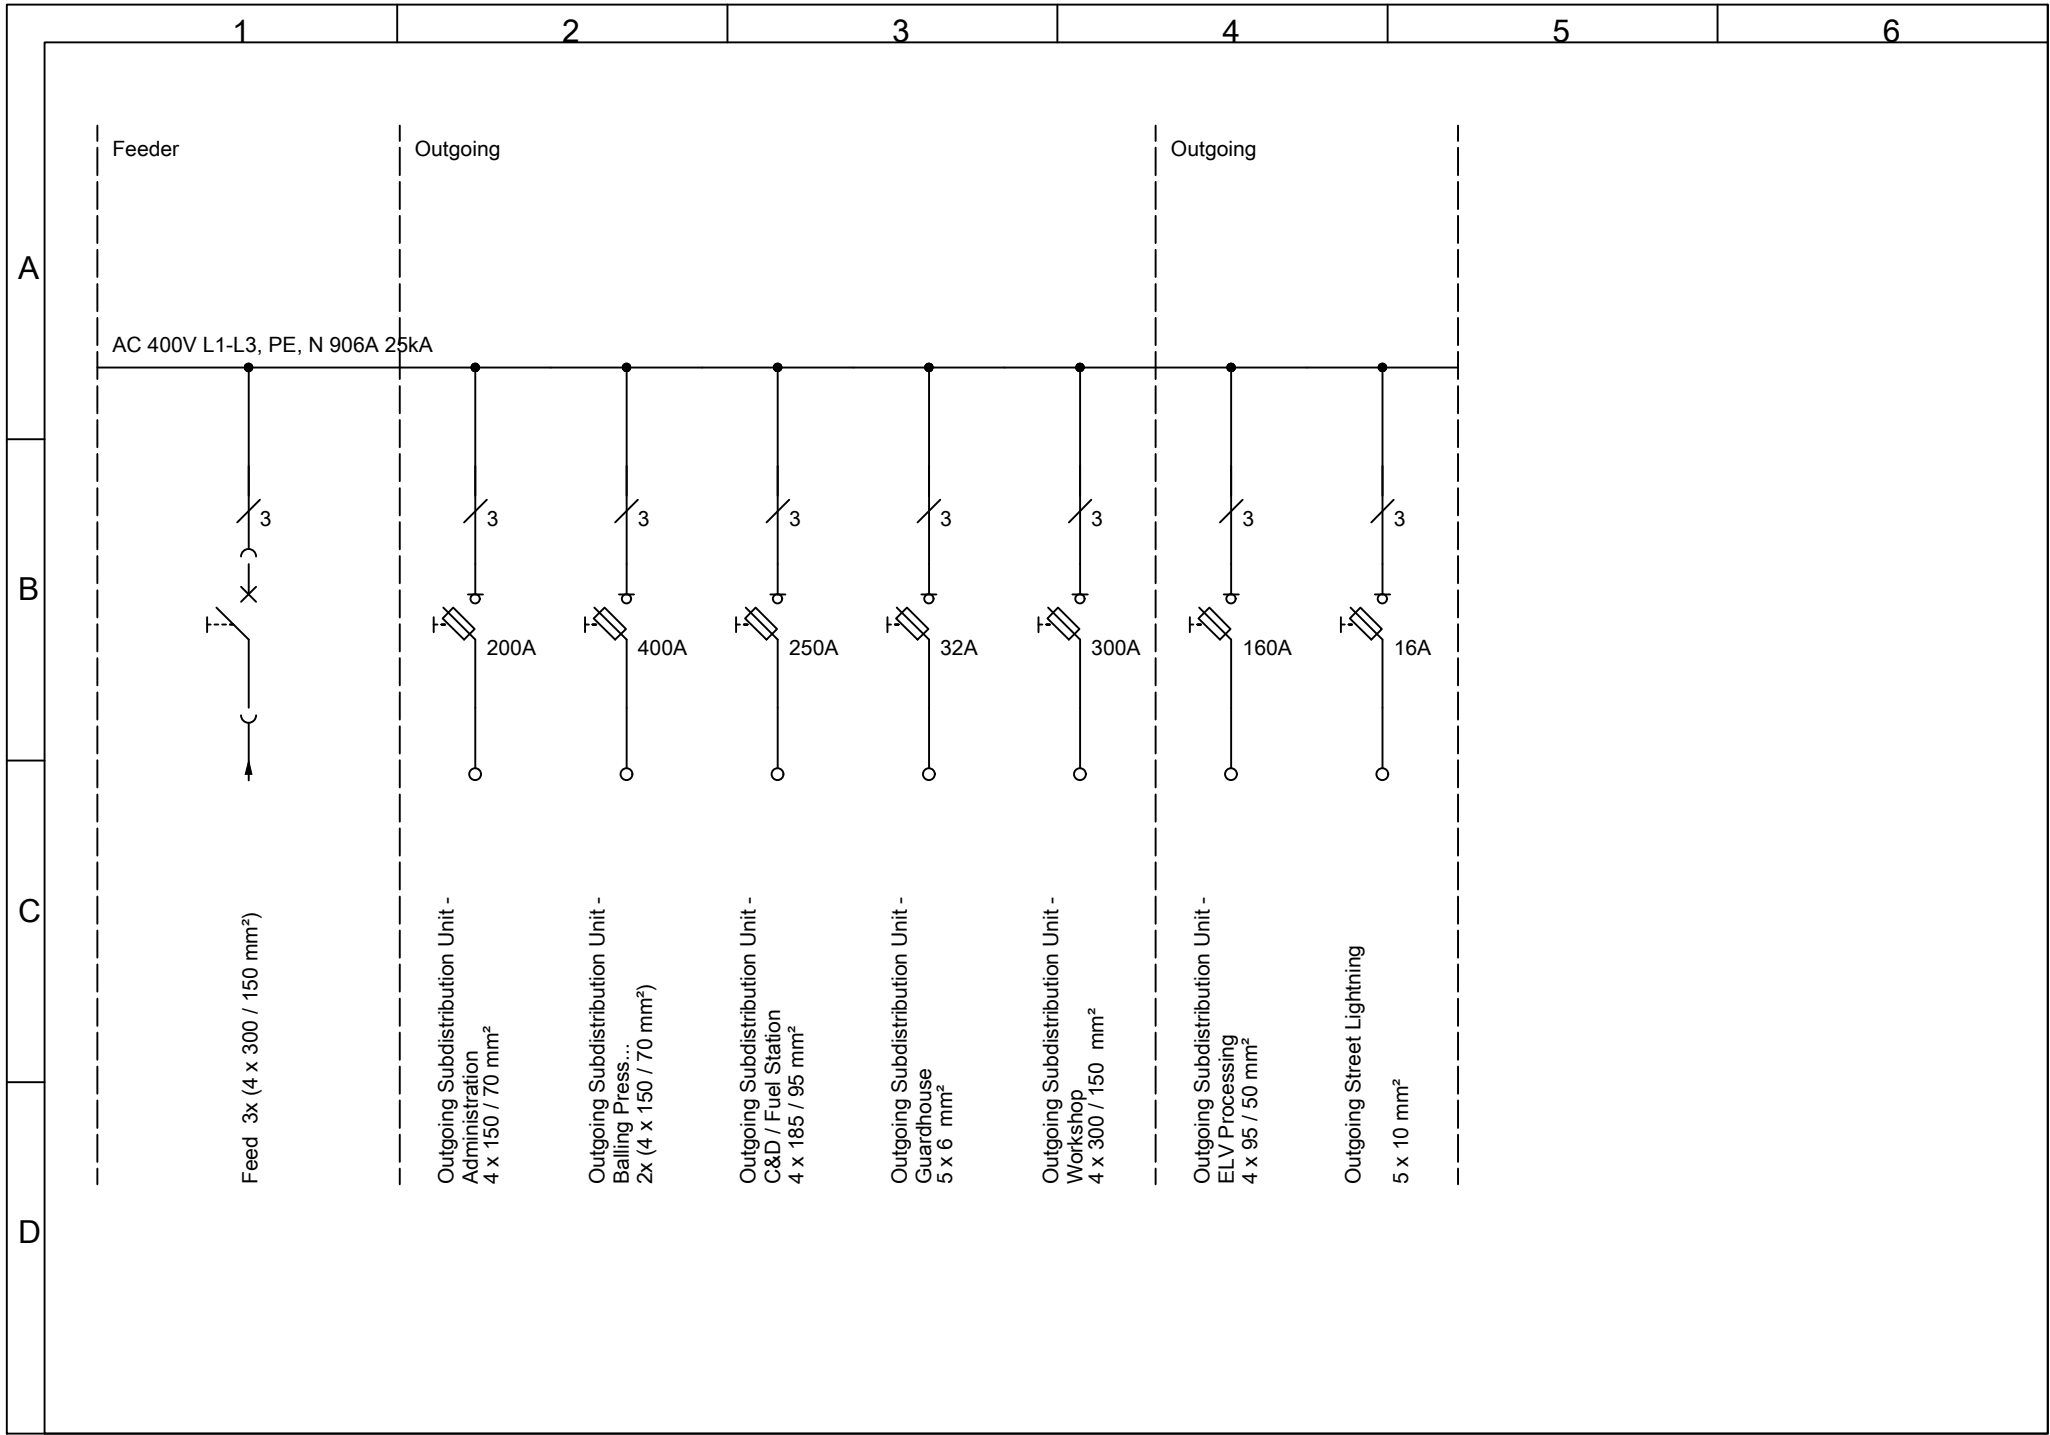 1 2 3 4 5 6
Feeder
Outgoing
Outgoing
A
AC 400V L1-L3, PE, N 906A 25kA
3 3 3 3 3 3 3 3
B
200A 400A 250A 32A 300A 160A 16A
C
Feed 3x (4 x 300 / 150 mm²)
Outgoing Subdistribution Unit -
Administration
4 x 150 / 70 mm²
Outgoing Subdistribution Unit -
Balling Press...
2x (4 x 150 / 70 mm²)
Outgoing Subdistribution Unit -
C&D / Fuel Station
4 x 185 / 95 mm²
Outgoing Subdistribution Unit -
Guardhouse
5 x 6 mm²
Outgoing Subdistribution Unit -
Workshop
4 x 300 / 150 mm²
Outgoing Subdistribution Unit -
ELV Processing
4 x 95 / 50 mm²
Outgoing Street Lightning
5 x 10 mm²
D